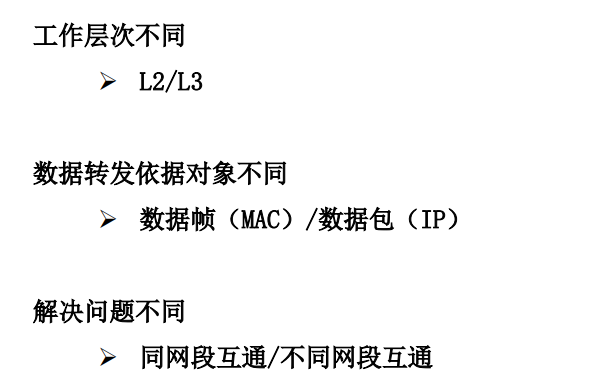 工作层次不同
➢ L2/L3
数据转发依据对象不同
➢ 数据帧（MAC）/数据包（IP）
解决问题不同
➢ 同网段互通/不同网段互通